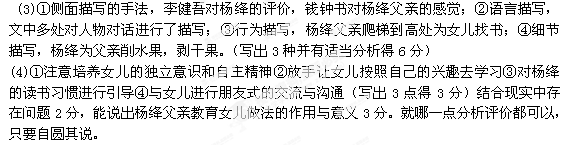 (3)①侧面描写的手法，李健吾对杨绛的评价，钱钟书对杨绛父亲的感觉；②语言描写，
文中多处对人物对话进行了描写；③行为描写，杨绛父亲爬梯到高处为女儿找书；④细节
描写，杨绛为父亲削水果，剥干果。（写出 3 种并有适当分析得 6 分）
(4)①注意培养女儿的独立意识和自主精神②放手让女儿按照自己的兴趣去学习③对杨绛
的读书习惯进行引导④与女儿进行朋友式的交流与沟通（写出 3 点得 3 分）结合现实中存
在问题 2 分，能说出杨绛父亲教育女儿做法的作用与意义 3 分。就哪一点分析评价都可以，
只要自圆其说。